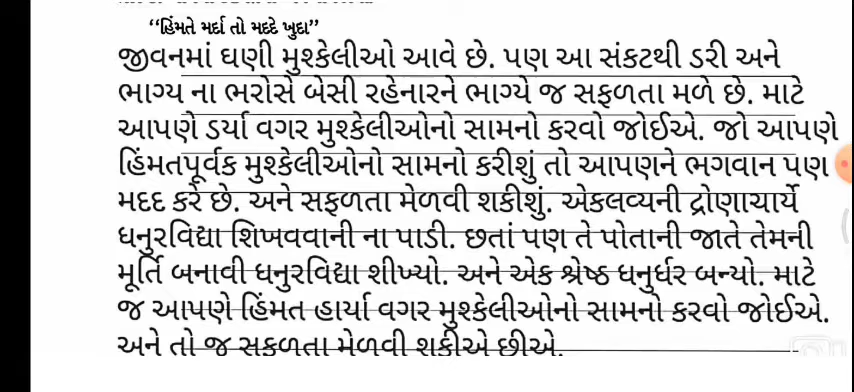 “હિંમતે મર્દા તો મદદે ખુદા”
જીવનમાં ઘણી મુશ્કેલીઓ આવે છે. પણ આ સંકટથી ડરી અને
ભાગ્ય ના ભરોસે બેસી રહેનારને ભાગ્યે જ સફળતા મળે છે. માટે
આપણે ડર્યા વગર મુશ્કેલીઓનો સામનો કરવો જોઈએ. જો આપણે
હિંમતપૂર્વક મુશ્કેલીઓનો સામનો કરીશું તો આપણને ભગવાન પણ
મદદ કરે છે. અને સફળતા મેળવી શકીશું. એકલવ્યની દ્રોણાચાર્યે
ધનુરવિદ્યા શિખવવાની ના પાડી. છતાં પણ તે પોતાની જાતે તેમની
મૂર્તિ બનાવી ધનુરવિદ્યા શીખ્યો. અને એક શ્રેષ્ઠ ધનુર્ધર બન્યો. માટે
જ આપણે હિંમત હાર્યા વગર મુશ્કેલીઓનો સામનો કરવો જોઈએ.
અને તો જ સફળતા મેળવી શકીએ છીએ.